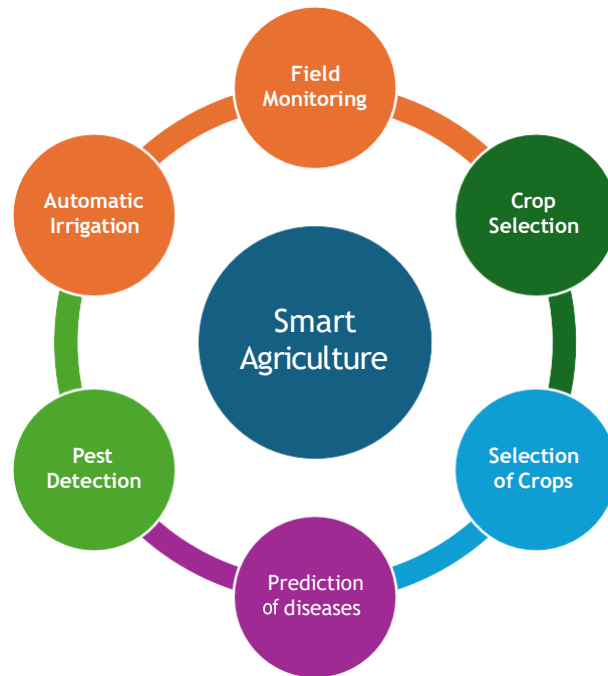 Field
Monitoring
Crop
Selection
Selection
of Crops
Prediction
of diseases
Pest
Detection
Automatic
Irrigation
Smart
Agriculture